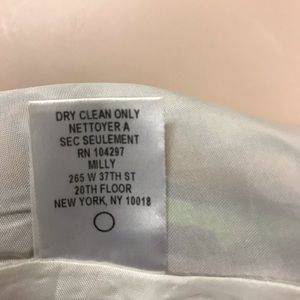 DRY CLEAN ONLY
NETTOYER A
SEC SEULEMENT
RN 104297
MILLY
265 W 37TH ST
20TH FLOOR
NEW YORK, NY 10018